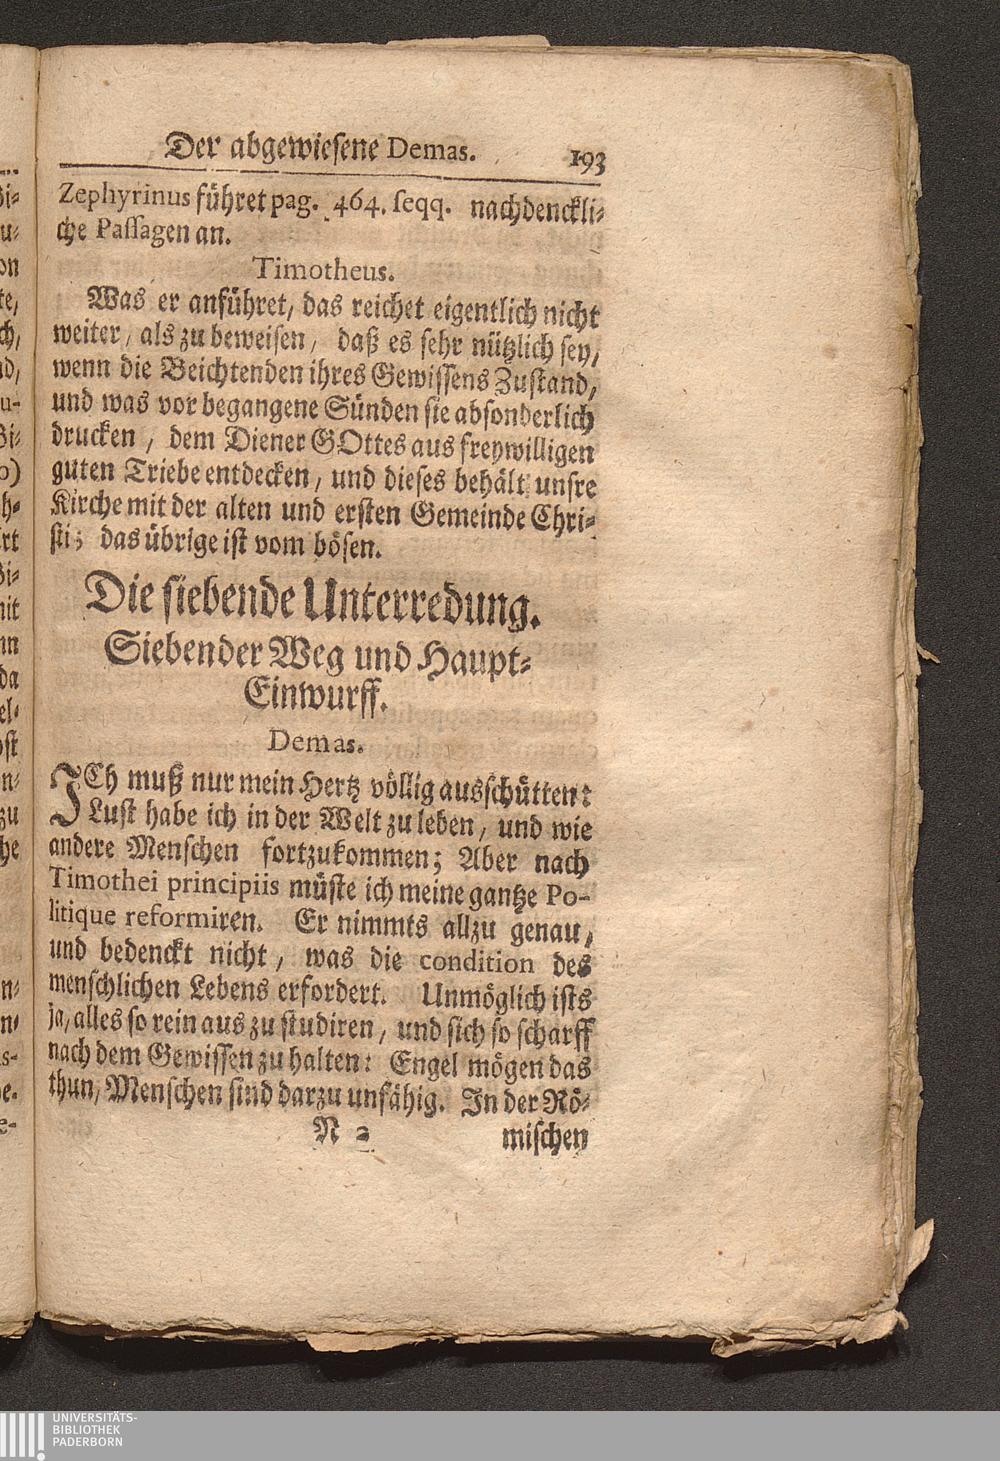 Der abgewiesene Demas. 193
Zephyrinus führet pag. 464. seqq. nachdenckli-
che Passagen an.
Timotheus.
Was er anführet, das reichet eigentlich nicht
weiter, als zu beweisen, daß es sehr nützlich sey,
wenn die Beichtenden ihres Gewissens Zustand,
und was vor begangene Sünden sie absonderlich
drucken, dem Diener GOttes aus freywilligen
guten Triebe entdecken, und dieses behält unsre
Kirche mit der alten und ersten Gemeinde Chri-
sti; das übrige ist vom bösen.
Die siebende Unterredung.
Siebender Weg und Haupt-
Einwurff.
Demas.
ICh muß nur mein Hertz völlig ausschütten:
Lust habe ich in der Welt zu leben, und wie
andere Menschen fortzukommen; Aber nach
Timothei principiis müste ich meine gantze Po-
litique reformiren. Er nimmts allzu genau,
und bedenckt nicht, was die condition des
menschlichen Lebens erfordert. Unmöglich ists
ja, alles so rein aus zu studiren, und sich so scharff
nach dem Gewissen zu halten: Engel mögen das
thun, Menschen sind darzu unfähig. In der Rö-
N 2 mischen
UNIVERSITÄTS-
BIBLIOTHEK
PADERBORN